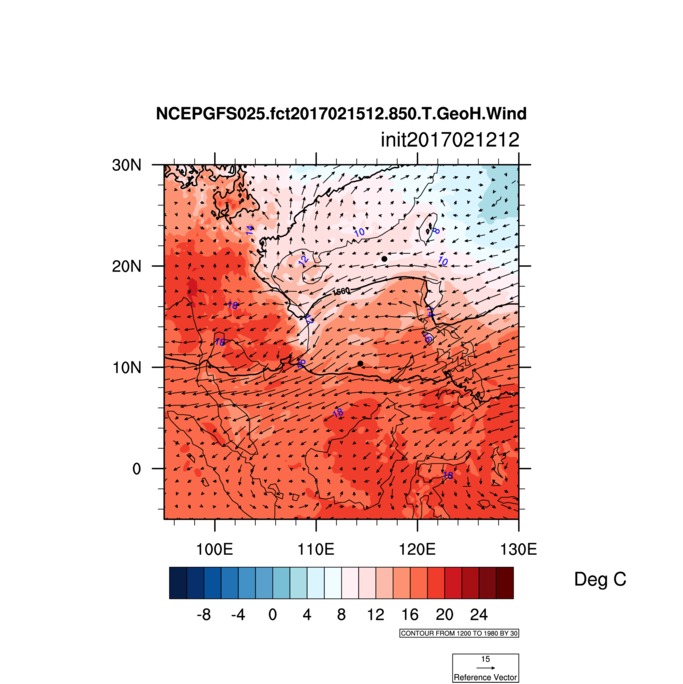 NCEPGFS025.fct2017021512.850.T.GeoH.Wind
init2017021212
30N
20N
10N
0
100E
110E
120E
130E
14
10
8
12
10
1560
16
16
18
18
-8 -4 0 4 8 12 16 20 24
Deg C
CONTOUR FROM 1200 TO 1980 BY 30
15
Reference Vector